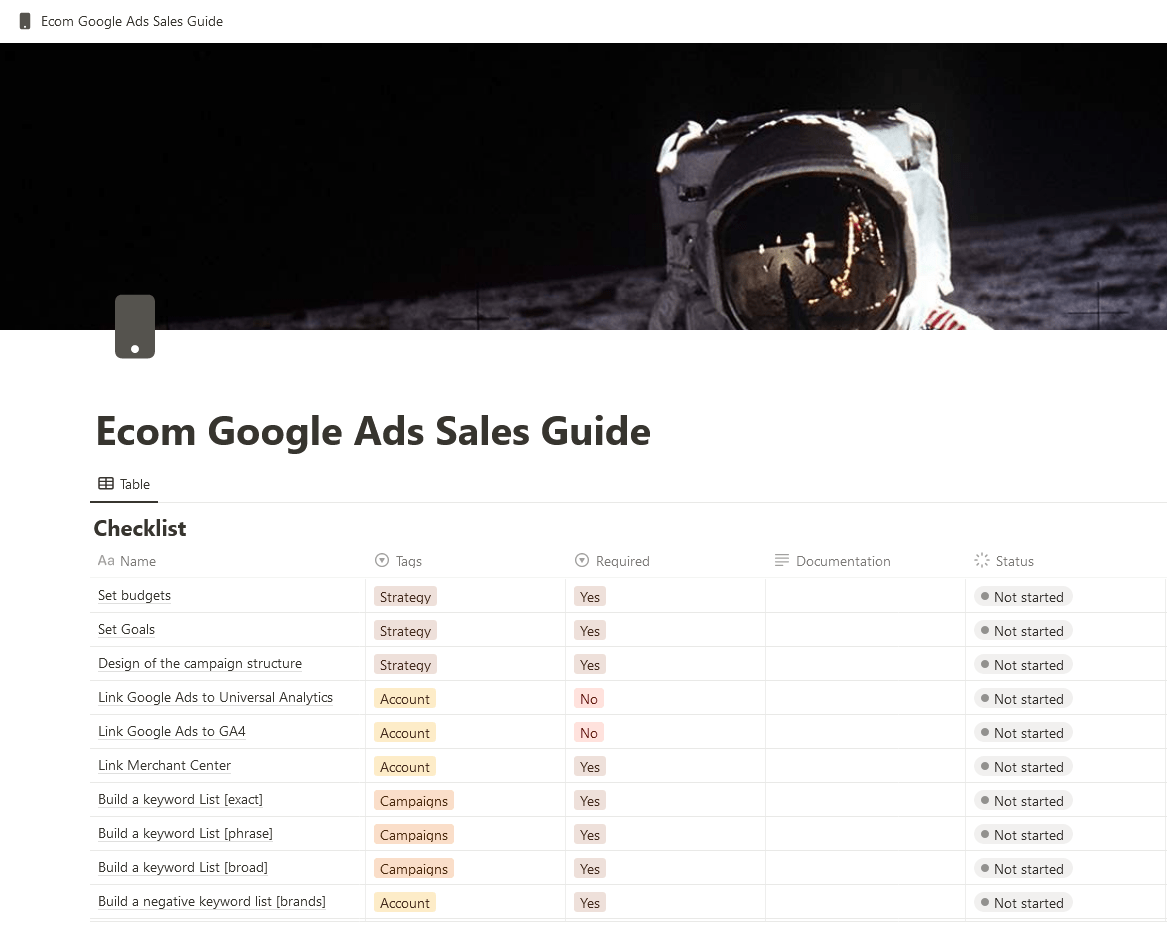 Ecom Google Ads Sales Guide
Ecom Google Ads Sales Guide
Table
Checklist
Aa Name Tags Required Documentation Status
Set budgets Strategy Yes Not started
Set Goals Strategy Yes Not started
Design of the campaign structure Strategy Yes Not started
Link Google Ads to Universal Analytics Account No Not started
Link Google Ads to GA4 Account No Not started
Link Merchant Center Account Yes Not started
Build a keyword List [exact] Campaigns Yes Not started
Build a keyword List [phrase] Campaigns Yes Not started
Build a keyword List [broad] Campaigns Yes Not started
Build a negative keyword list [brands] Account Yes Not started